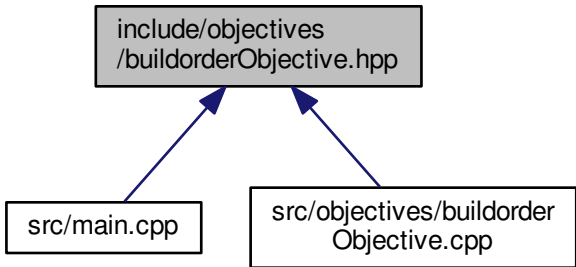 include/objectives
/buildorderObjective.hpp
src/main.cpp
src/objectives/buildorder
Objective.cpp